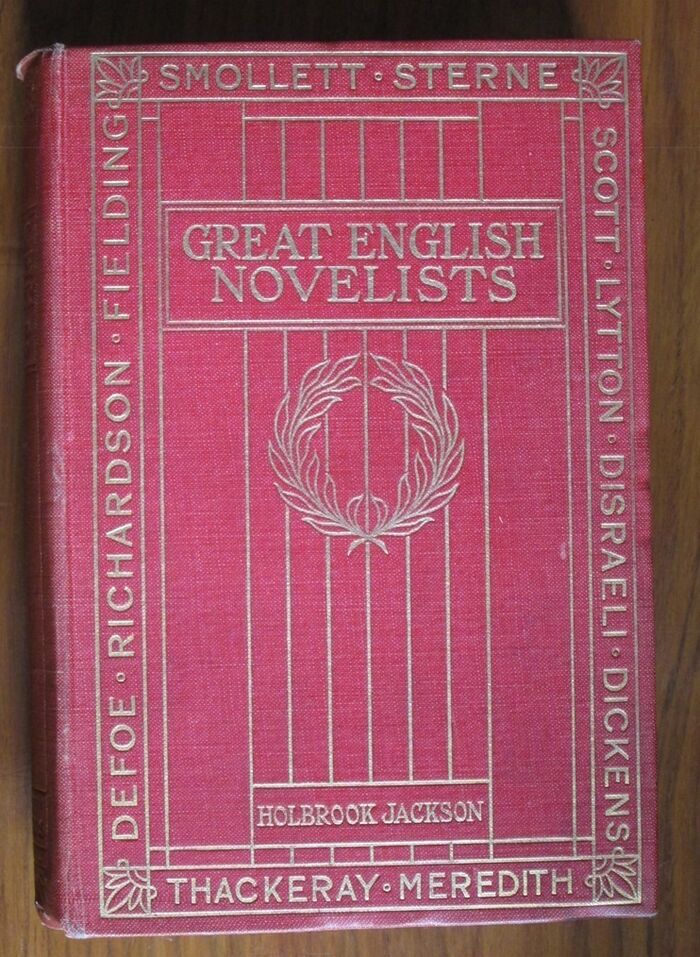 SMOLLETT · STERNE
DEFOE · RICHARDSON · FIELDING
SCOTT · LYTTON · DISRAELI · DICKENS
GREAT ENGLISH
NOVELISTS
HOLBROOK JACKSON
THACKERAY · MEREDITH